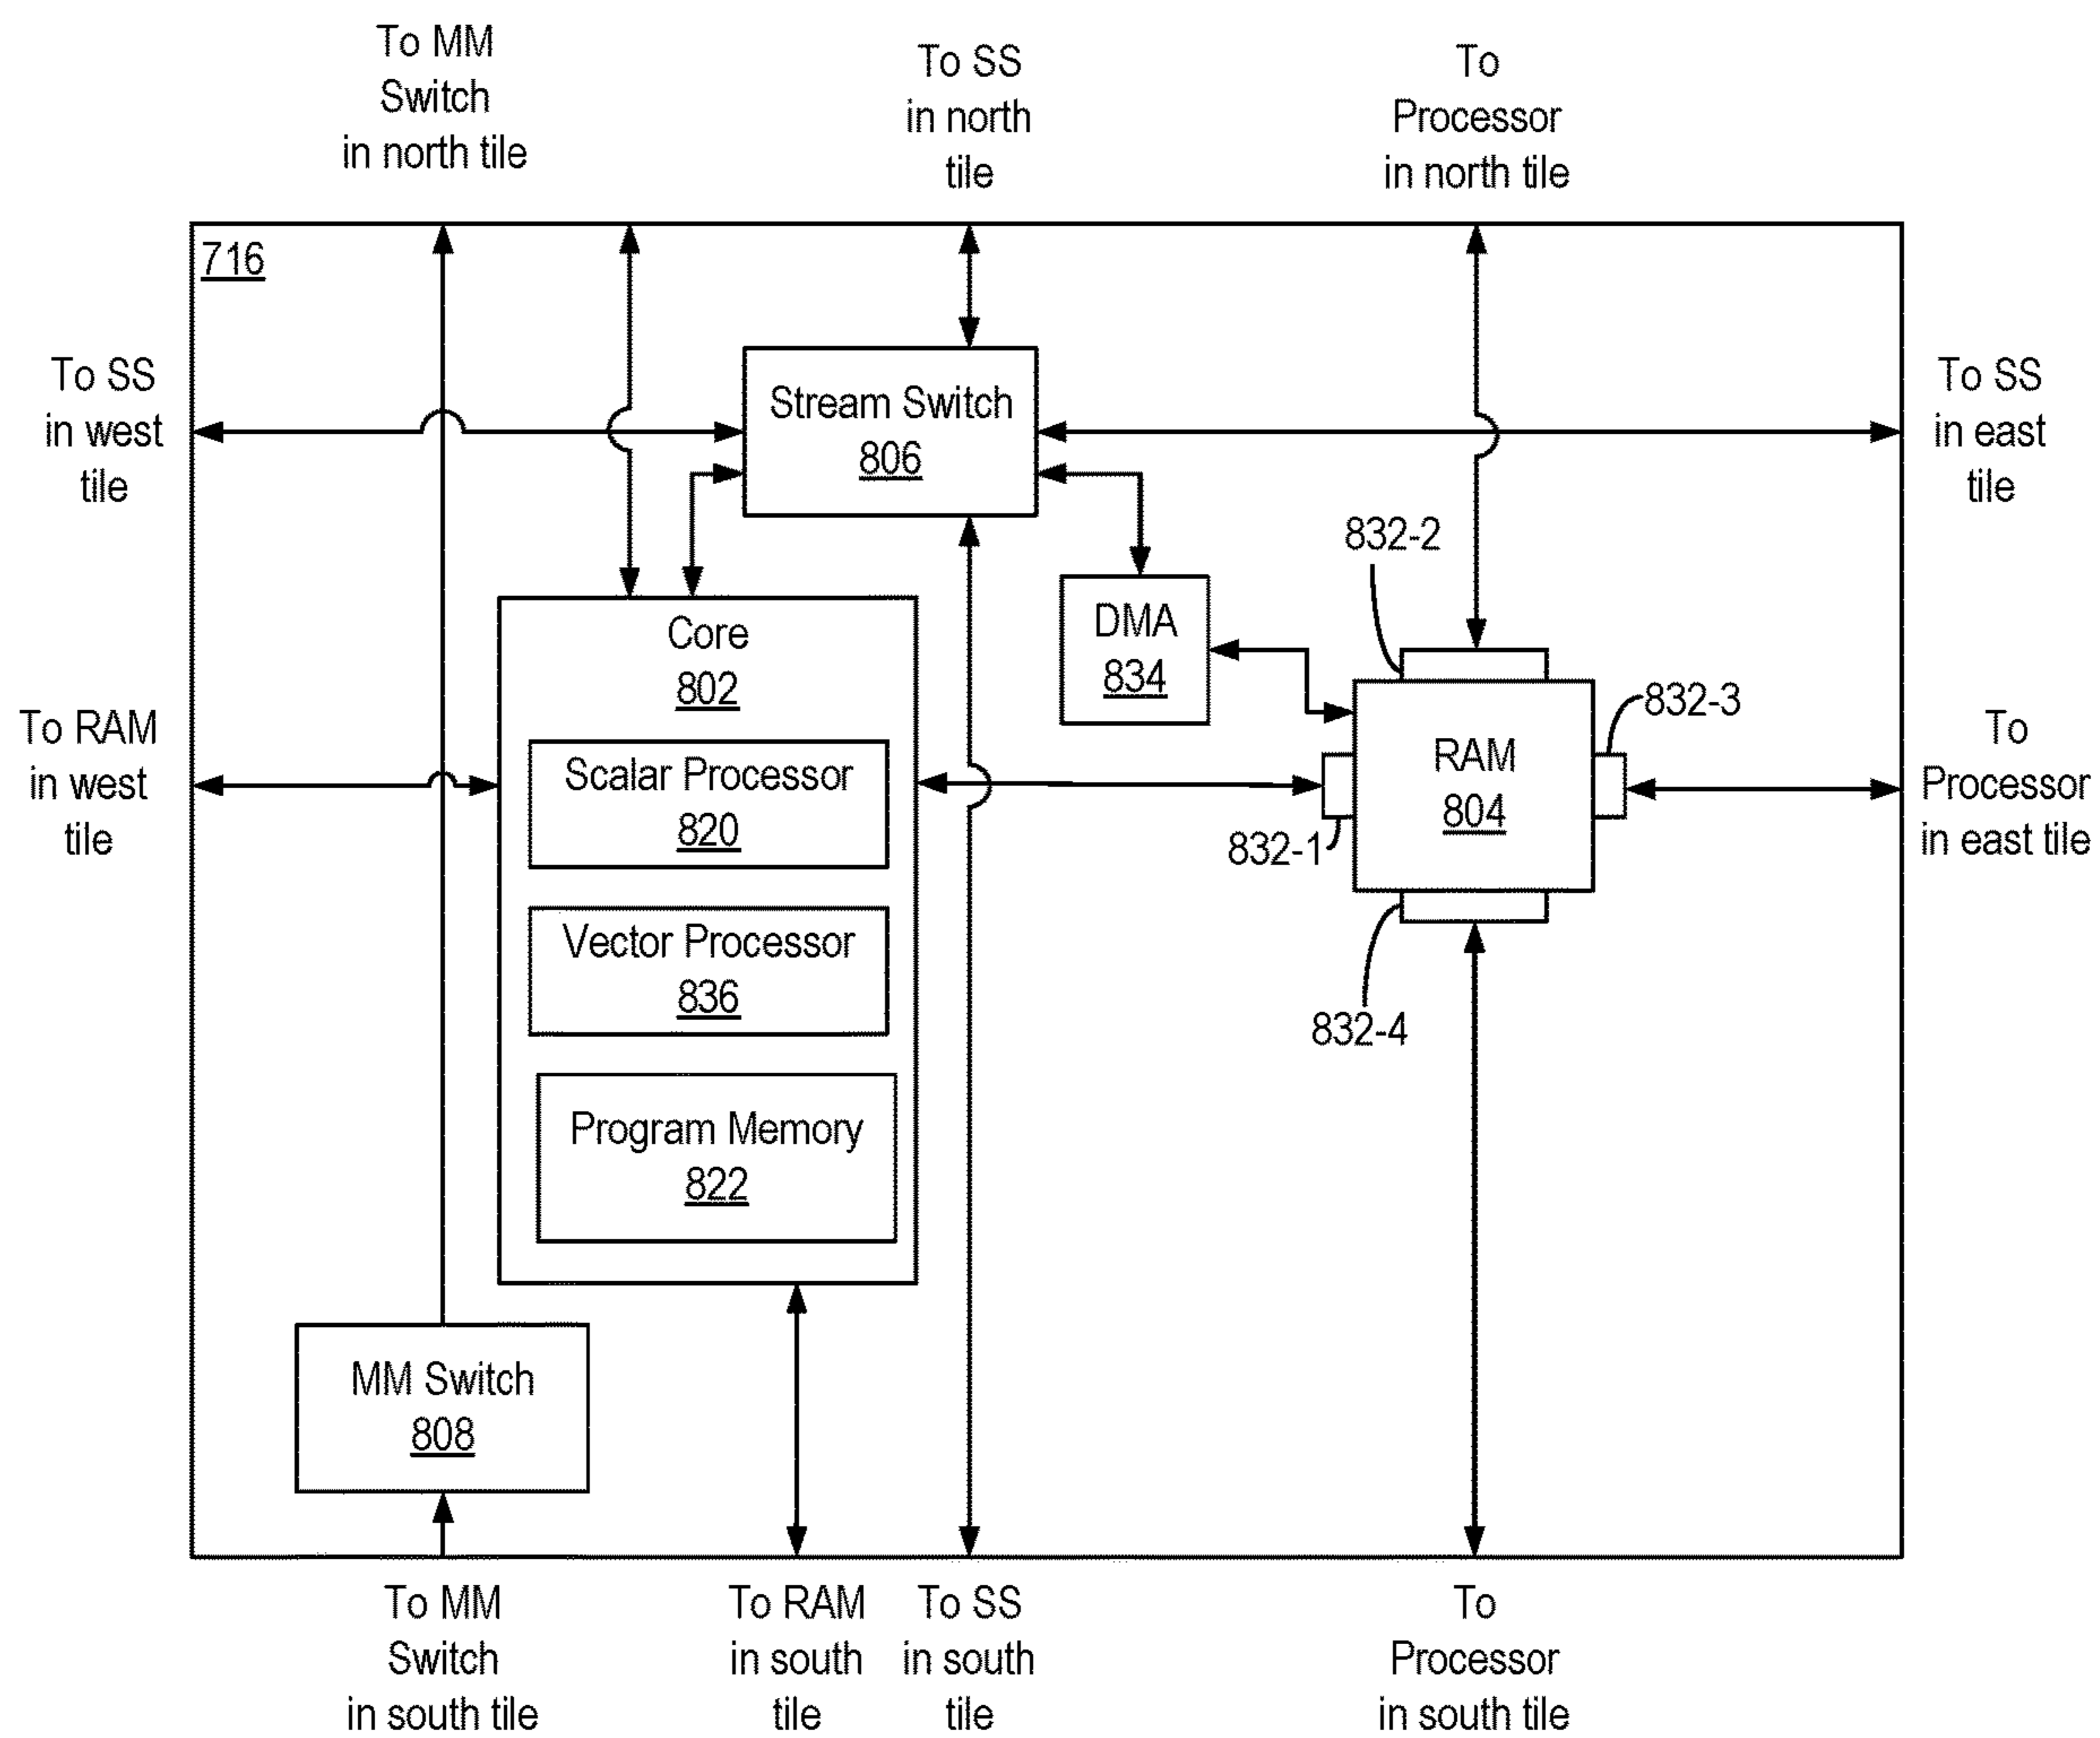 To MM
Switch
in north tile
To SS
in north
tile
To
Processor
in north tile
716
To SS
in west
tile
Stream Switch
806
To SS
in east
tile
832-2
DMA
834
Core
802
832-3
To RAM
in west
tile
Scalar Processor
820
RAM
804
832-1
To
Processor
in east tile
Vector Processor
836
832-4
Program Memory
822
MM Switch
808
To MM
Switch
in south tile
To RAM
in south
tile
To SS
in south
tile
To
Processor
in south tile